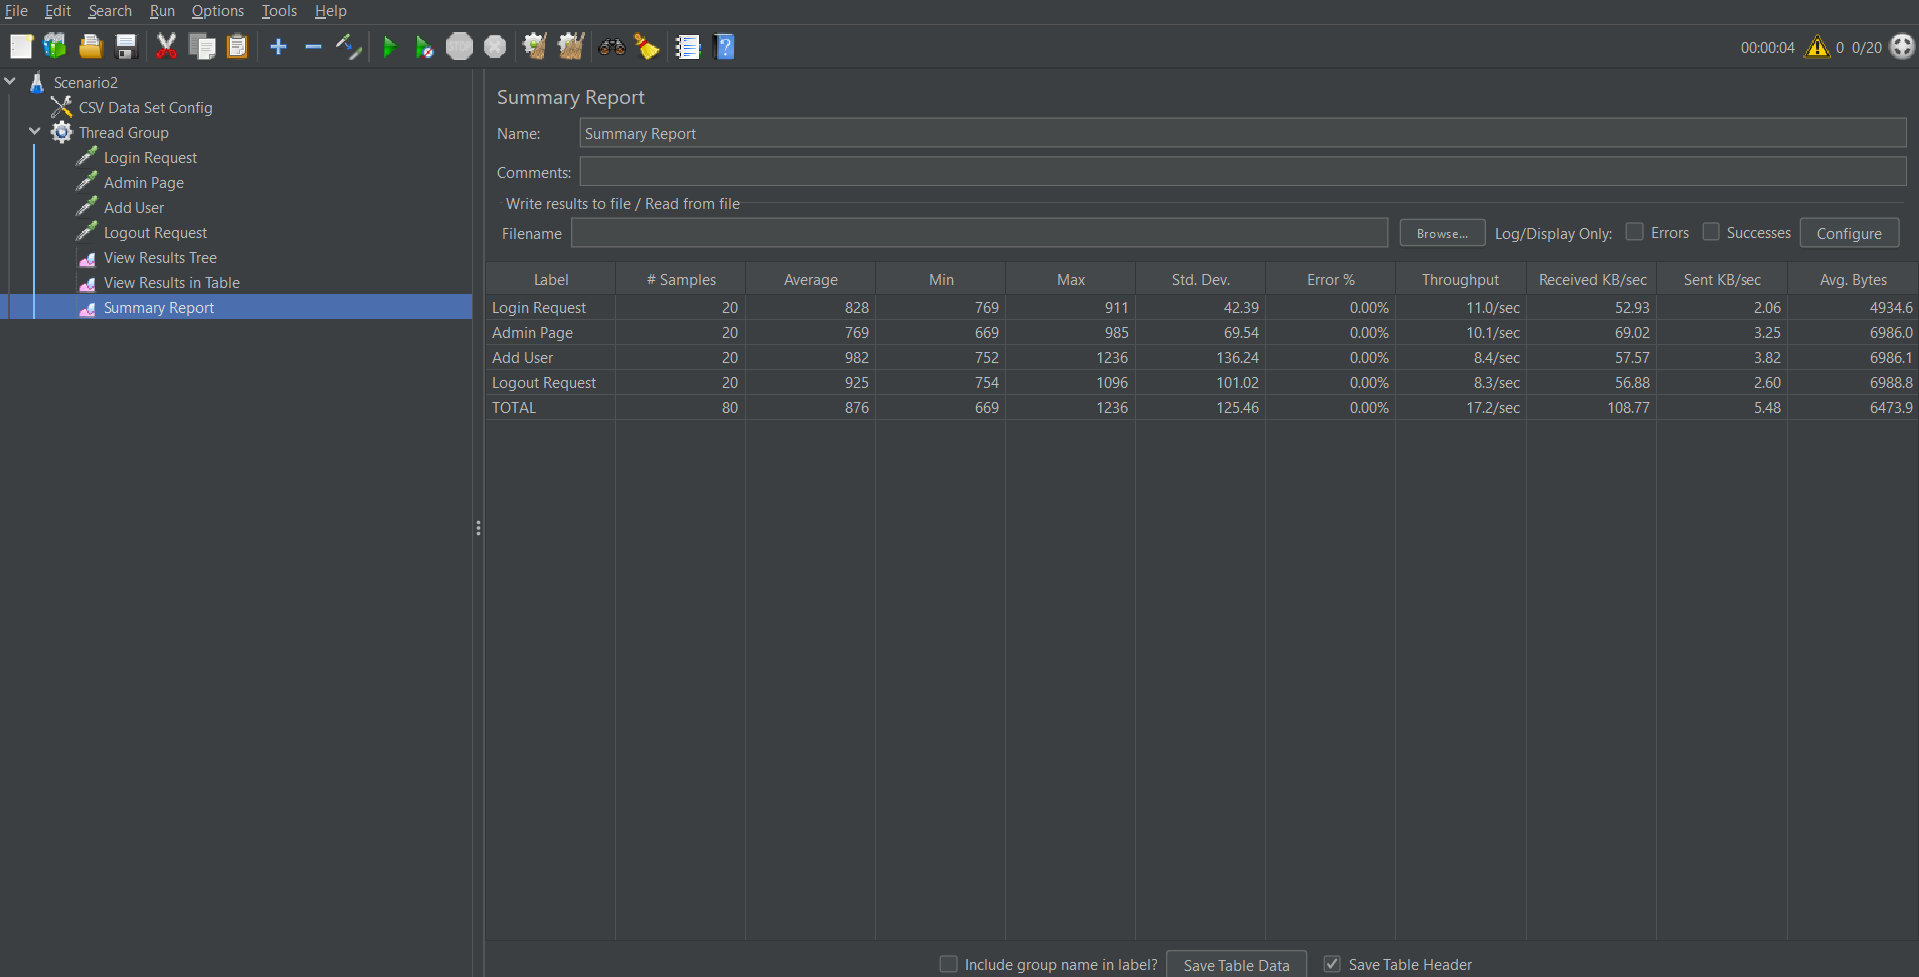 File Edit Search Run Options Tools Help
STOP
00:00:04 0 0/20
Scenario2
CSV Data Set Config
Thread Group
Login Request
Admin Page
Add User
Logout Request
View Results Tree
View Results in Table
Summary Report
Summary Report
Name: Summary Report
Comments:
Write results to file / Read from file
Filename Browse... Log/Display Only: Errors Successes Configure
Label # Samples Average Min Max Std. Dev. Error % Throughput Received KB/sec Sent KB/sec Avg. Bytes
Login Request 20 828 769 911 42.39 0.00% 11.0/sec 52.93 2.06 4934.6
Admin Page 20 769 669 985 69.54 0.00% 10.1/sec 69.02 3.25 6986.0
Add User 20 982 752 1236 136.24 0.00% 8.4/sec 57.57 3.82 6986.1
Logout Request 20 925 754 1096 101.02 0.00% 8.3/sec 56.88 2.60 6988.8
TOTAL 80 876 669 1236 125.46 0.00% 17.2/sec 108.77 5.48 6473.9
Include group name in label? Save Table Data Save Table Header